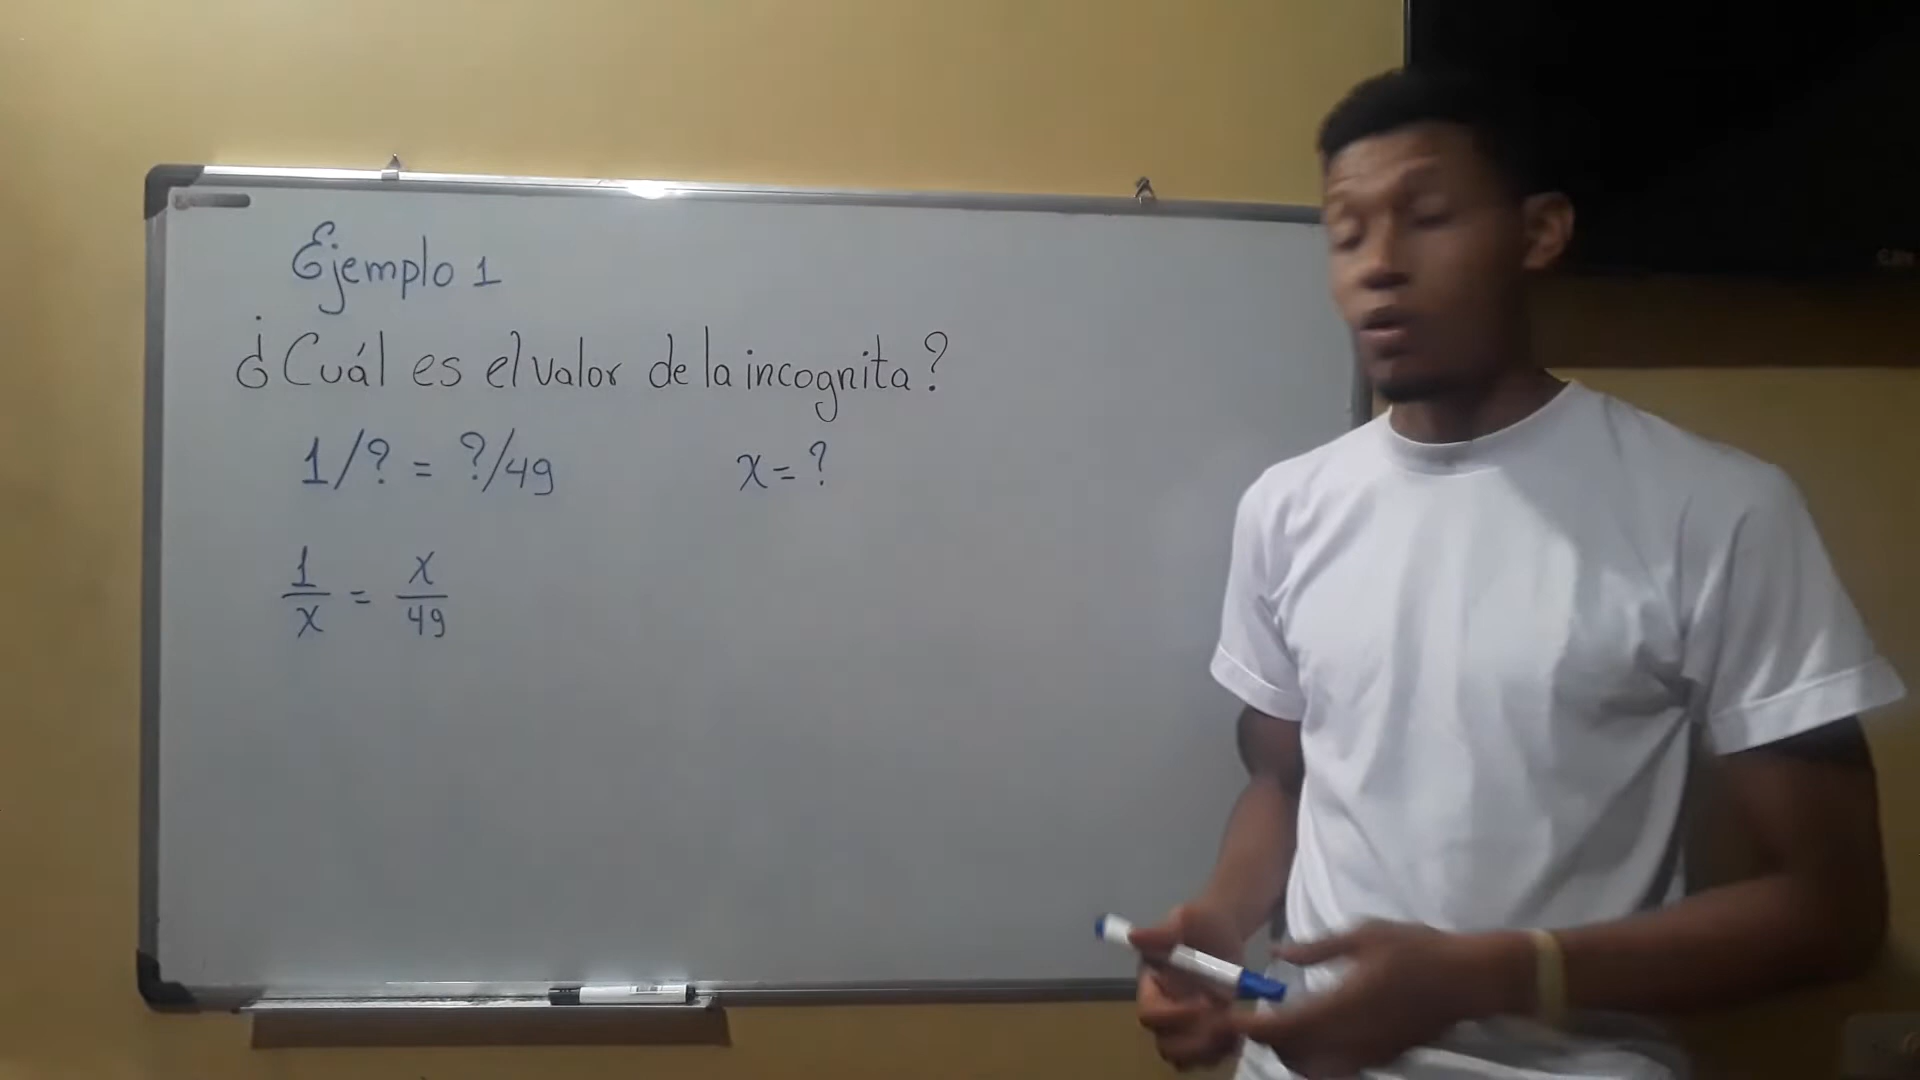 Ejemplo 1
¿Cuál es el valor de la incognita?
1/? = ?/49 x = ?
1/x = x/49